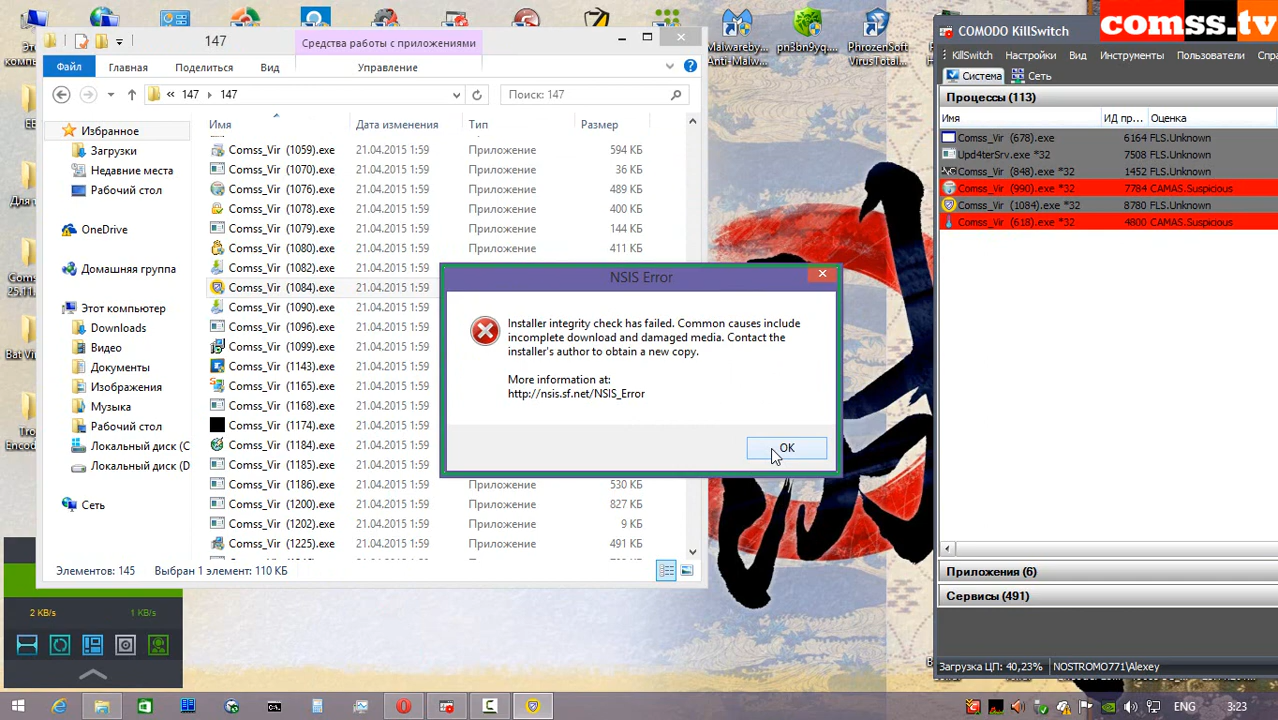 147
Средства работы с приложениями
Файл
Главная
Поделиться
Вид
Управление
147
147
Поиск: 147
Malwareby...
Anti-Malw...
pn3bn9yq....
PhrozenSoft
VirusTotal...
comss.tv
COMODO KillSwitch
KillSwitch
Настройки
Вид
Инструменты
Пользователи
Спра
Система
Сеть
Процессы (113)
Имя
ИД пр...
Оценка
Comss_Vir (678).exe 6164 FLS.Unknown
Upd4terSrv.exe *32 7508 FLS.Unknown
Comss_Vir (848).exe *32 1452 FLS.Unknown
Comss_Vir (990).exe *32 7784 CAMAS.Suspicious
Comss_Vir (1084).exe *32 8780 FLS.Unknown
Comss_Vir (618).exe *32 4800 CAMAS.Suspicious
Приложения (6)
Сервисы (491)
Загрузка ЦП: 40,23%
NOSTROMO771\Alexey
Избранное
Загрузки
Недавние места
Рабочий стол
OneDrive
Домашняя группа
Этот компьютер
Downloads
Видео
Документы
Изображения
Музыка
Рабочий стол
Локальный диск (C
Локальный диск (D
Сеть
Имя
Дата изменения
Тип
Размер
Comss_Vir (1059).exe 21.04.2015 1:59 Приложение 594 КБ
Comss_Vir (1070).exe 21.04.2015 1:59 Приложение 36 КБ
Comss_Vir (1076).exe 21.04.2015 1:59 Приложение 489 КБ
Comss_Vir (1078).exe 21.04.2015 1:59 Приложение 400 КБ
Comss_Vir (1079).exe 21.04.2015 1:59 Приложение 144 КБ
Comss_Vir (1080).exe 21.04.2015 1:59 Приложение 411 КБ
Comss_Vir (1082).exe 21.04.2015 1:59
Comss_Vir (1084).exe 21.04.2015 1:59
Comss_Vir (1090).exe 21.04.2015 1:59
Comss_Vir (1096).exe 21.04.2015 1:59
Comss_Vir (1099).exe 21.04.2015 1:59
Comss_Vir (1143).exe 21.04.2015 1:59
Comss_Vir (1165).exe 21.04.2015 1:59
Comss_Vir (1168).exe 21.04.2015 1:59
Comss_Vir (1174).exe 21.04.2015 1:59
Comss_Vir (1184).exe 21.04.2015 1:59
Comss_Vir (1185).exe 21.04.2015 1:59
Comss_Vir (1186).exe 21.04.2015 1:59 Приложение 530 КБ
Comss_Vir (1200).exe 21.04.2015 1:59 Приложение 827 КБ
Comss_Vir (1202).exe 21.04.2015 1:59 Приложение 9 КБ
Comss_Vir (1225).exe 21.04.2015 1:59 Приложение 491 КБ
Элементов: 145 Выбран 1 элемент: 110 КБ
NSIS Error
Installer integrity check has failed. Common causes include
incomplete download and damaged media. Contact the
installer's author to obtain a new copy.
More information at:
http://nsis.sf.net/NSIS_Error
OK
2 KB/s
1 KB/s
ENG
3:23